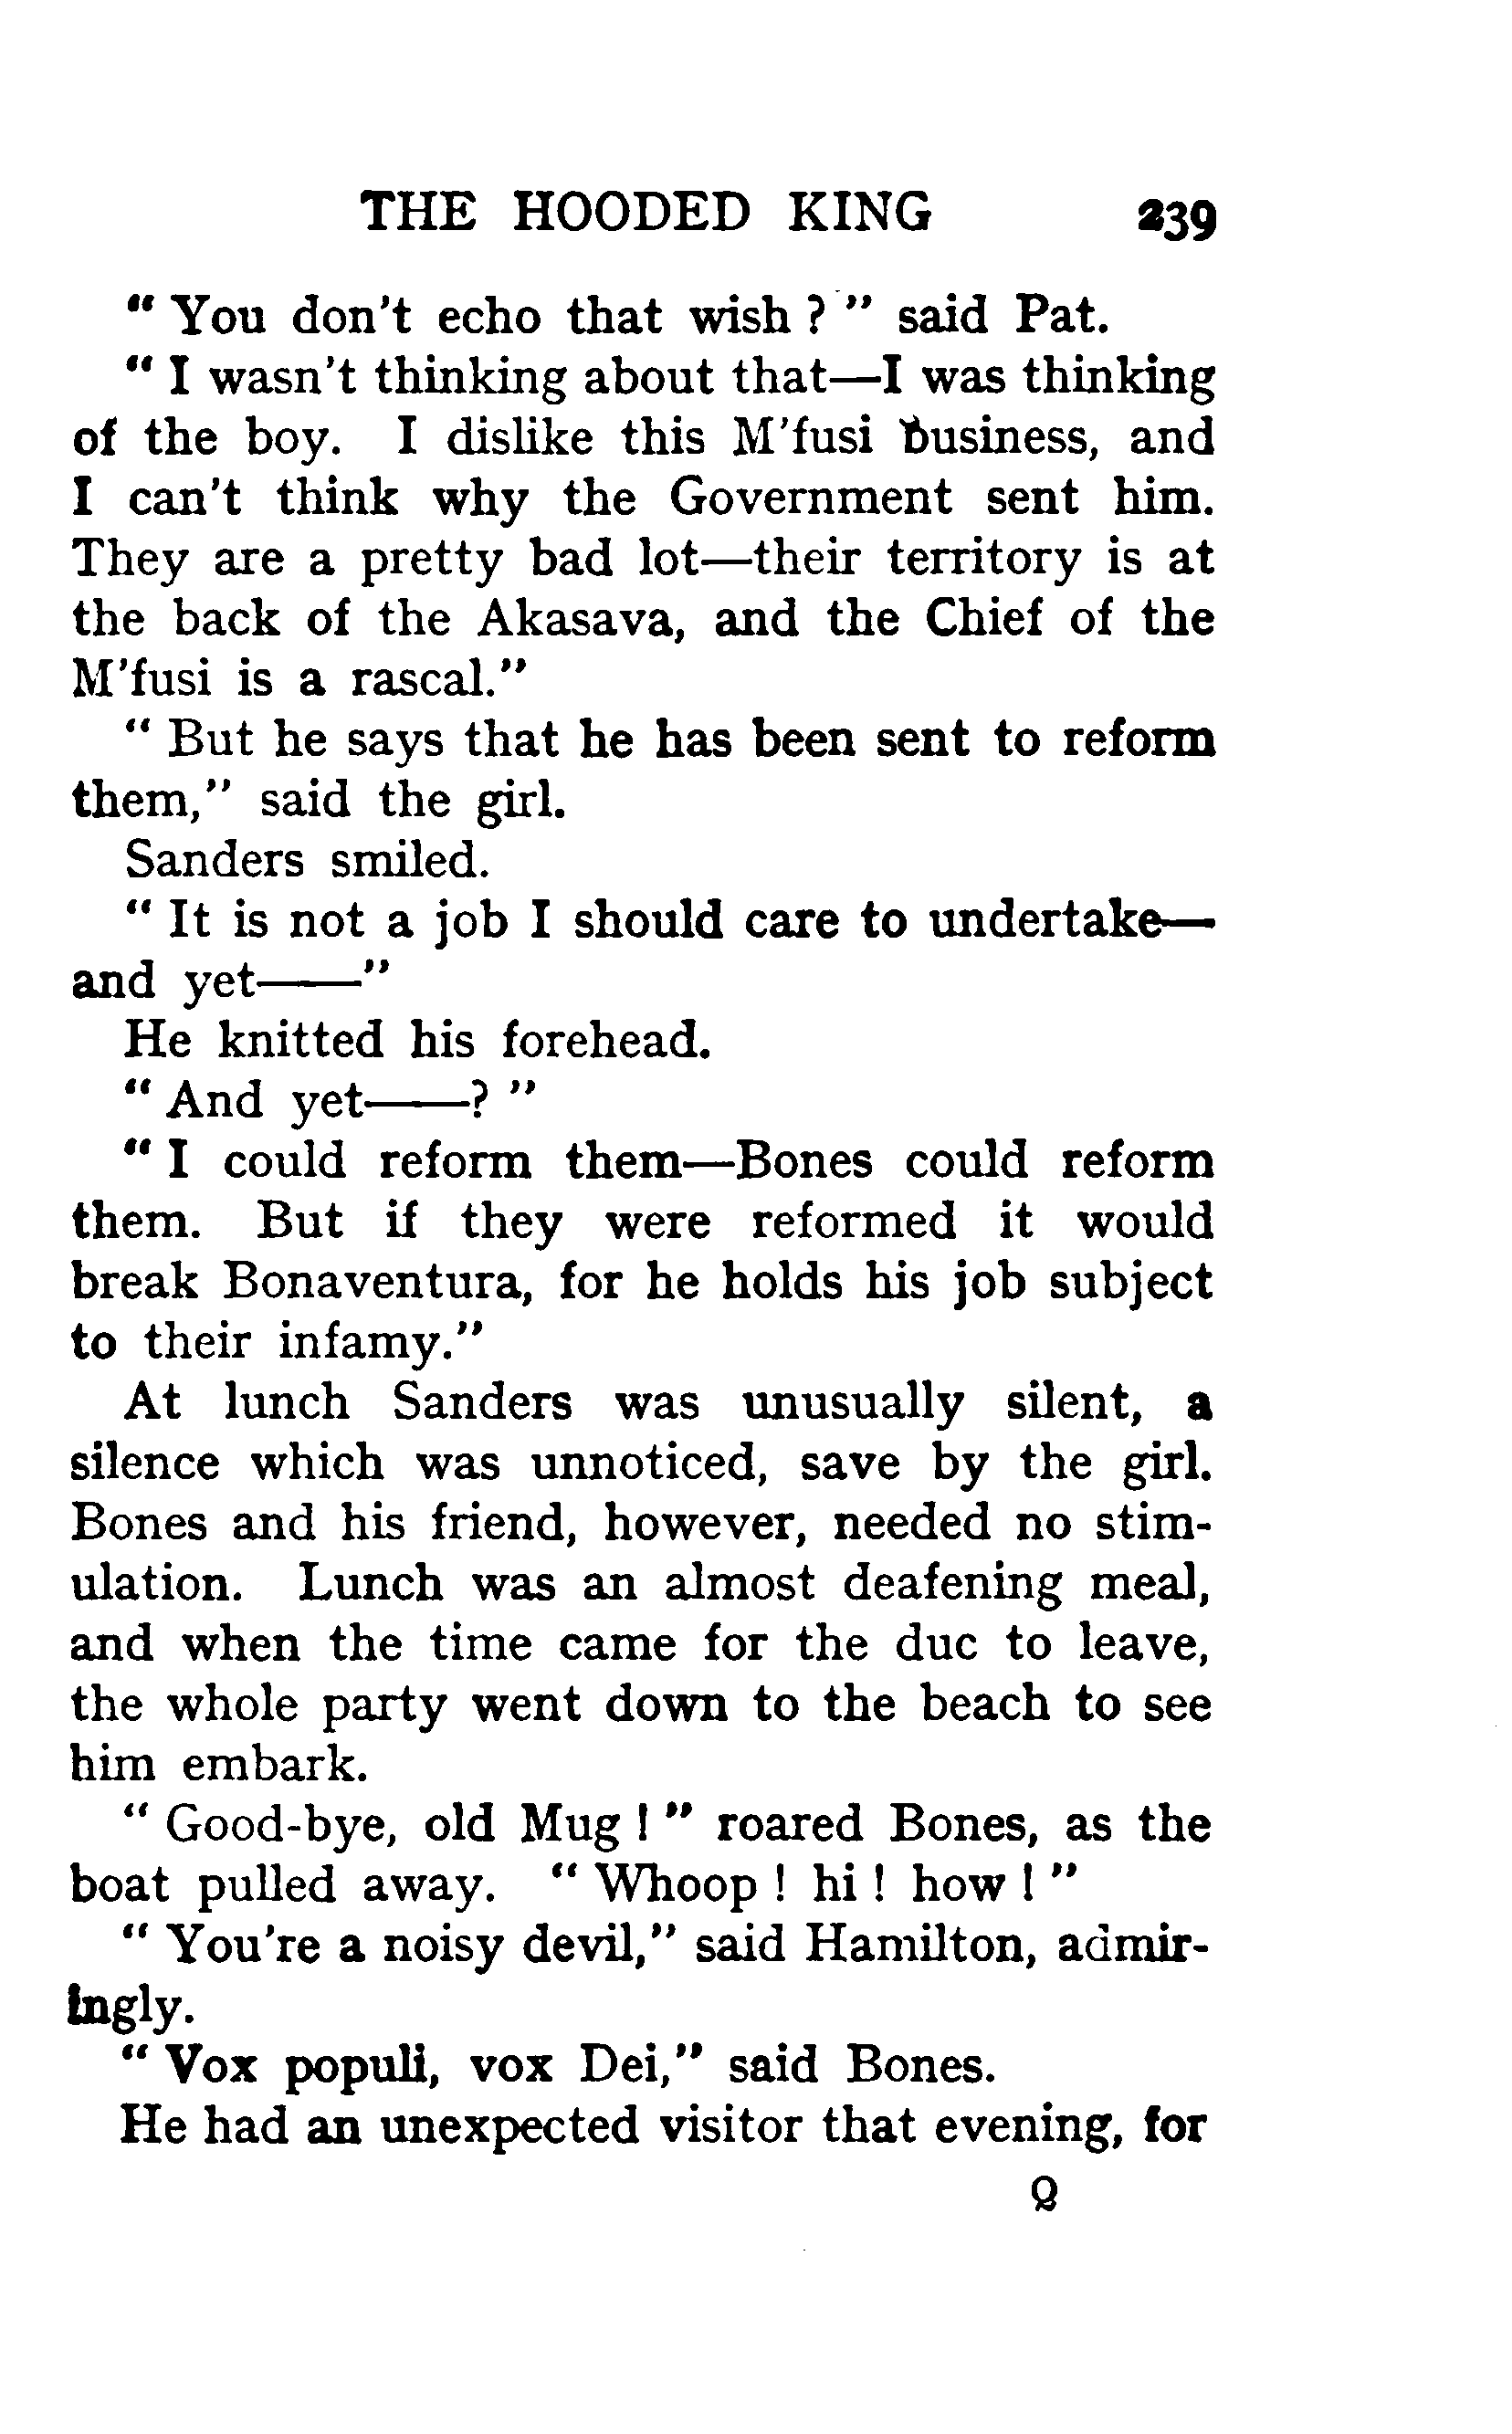 THE HOODED KING 239
" You don't echo that wish ? " said Pat.
" I wasn't thinking about that—I was thinking
of the boy. I dislike this M'fusi business, and
I can't think why the Government sent him.
They are a pretty bad lot—their territory is at
the back of the Akasava, and the Chief of the
M'fusi is a rascal."
" But he says that he has been sent to reform
them," said the girl.
Sanders smiled.
" It is not a job I should care to undertake—
and yet——"
He knitted his forehead.
" And yet——? "
" I could reform them—Bones could reform
them. But if they were reformed it would
break Bonaventura, for he holds his job subject
to their infamy."
At lunch Sanders was unusually silent, a
silence which was unnoticed, save by the girl.
Bones and his friend, however, needed no stim-
ulation. Lunch was an almost deafening meal,
and when the time came for the duc to leave,
the whole party went down to the beach to see
him embark.
" Good-bye, old Mug ! " roared Bones, as the
boat pulled away. " Whoop ! hi ! how ! "
" You're a noisy devil," said Hamilton, admir-
ingly.
" Vox populi, vox Dei," said Bones.
He had an unexpected visitor that evening, for
Q